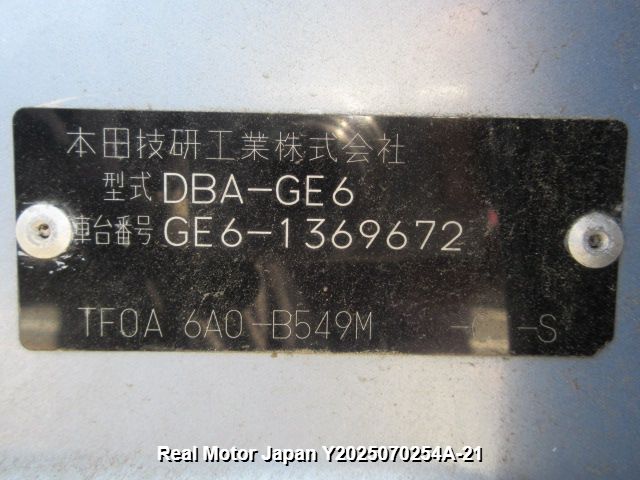 本田技研工業株式会社
型式 DBA-GE6
車台番号 GE6-1369672
TF0A 6A0-B549M - -S
Real Motor Japan Y2025070254A-21